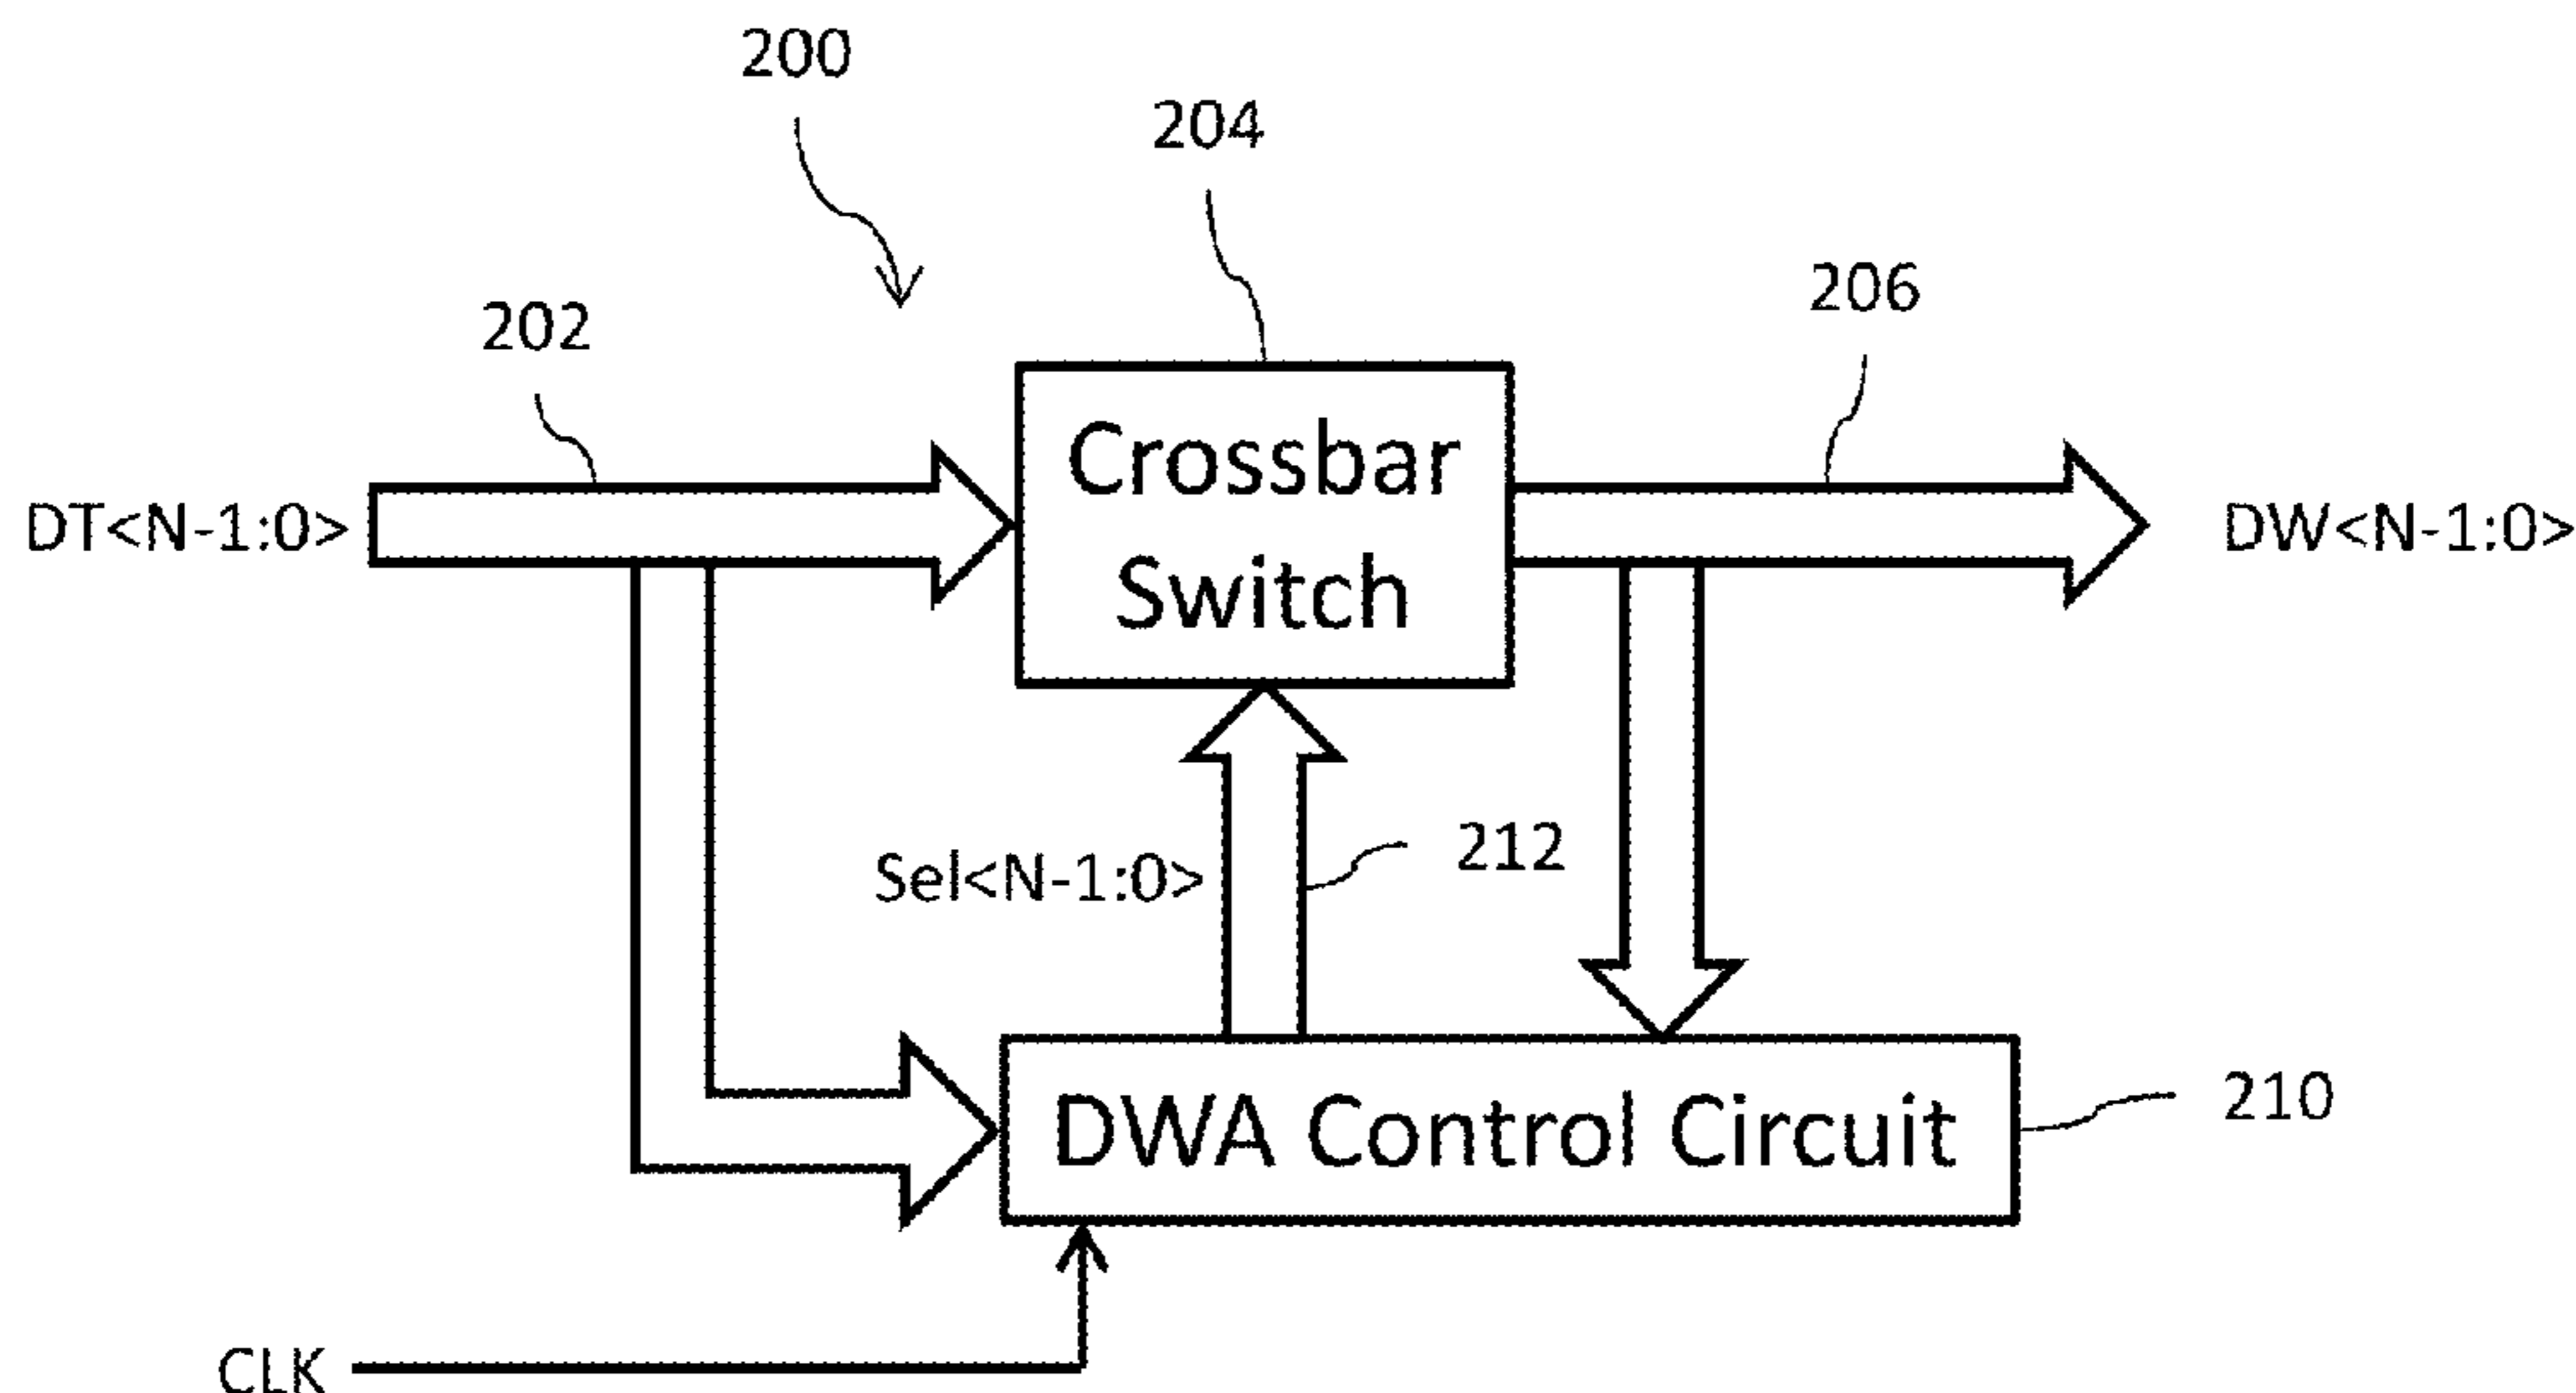 200
204
206
202
Crossbar
Switch
DT<N-1:0>
DW<N-1:0>
212
Sel<N-1:0>
210
DWA Control Circuit
CLK